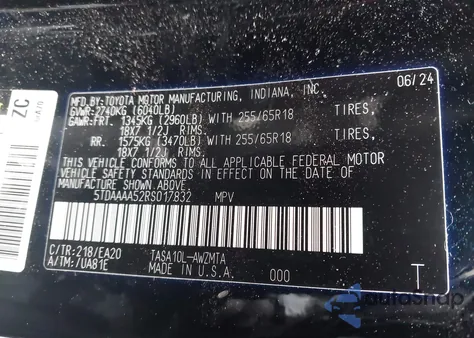 MFD. BY: TOYOTA MOTOR MANUFACTURING, INDIANA, INC. 06/24
GVWR: 2740KG (6040LB)
GAWR: FRT. 1345KG (2960LB) WITH 255/65R18 TIRES,
18X7 1/2J RIMS.
RR. 1575KG (3470LB) WITH 255/65R18 TIRES,
18X7 1/2J RIMS.
THIS VEHICLE CONFORMS TO ALL APPLICABLE FEDERAL MOTOR
VEHICLE SAFETY STANDARDS IN EFFECT ON THE DATE OF
MANUFACTURE SHOWN ABOVE.
5TDAAAA52RS017832 MPV
C/TR: 218/EA20 TASA10L-AWZMTA
A/TM: /UA81E MADE IN U.S.A. 000 T
ZC
AutoSnap